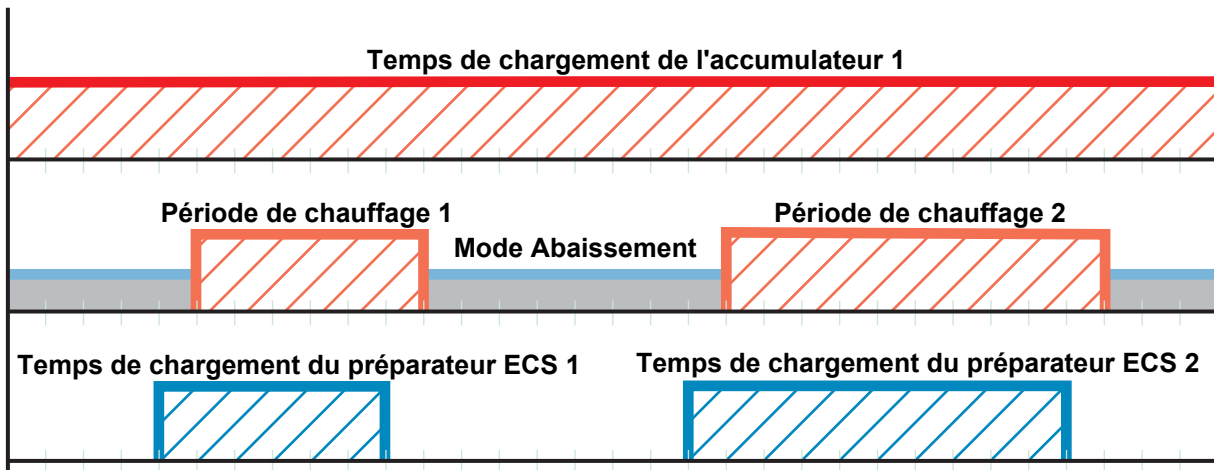 Temps de chargement de l'accumulateur 1
Période de chauffage 1
Période de chauffage 2
Mode Abaissement
Temps de chargement du préparateur ECS 1
Temps de chargement du préparateur ECS 2